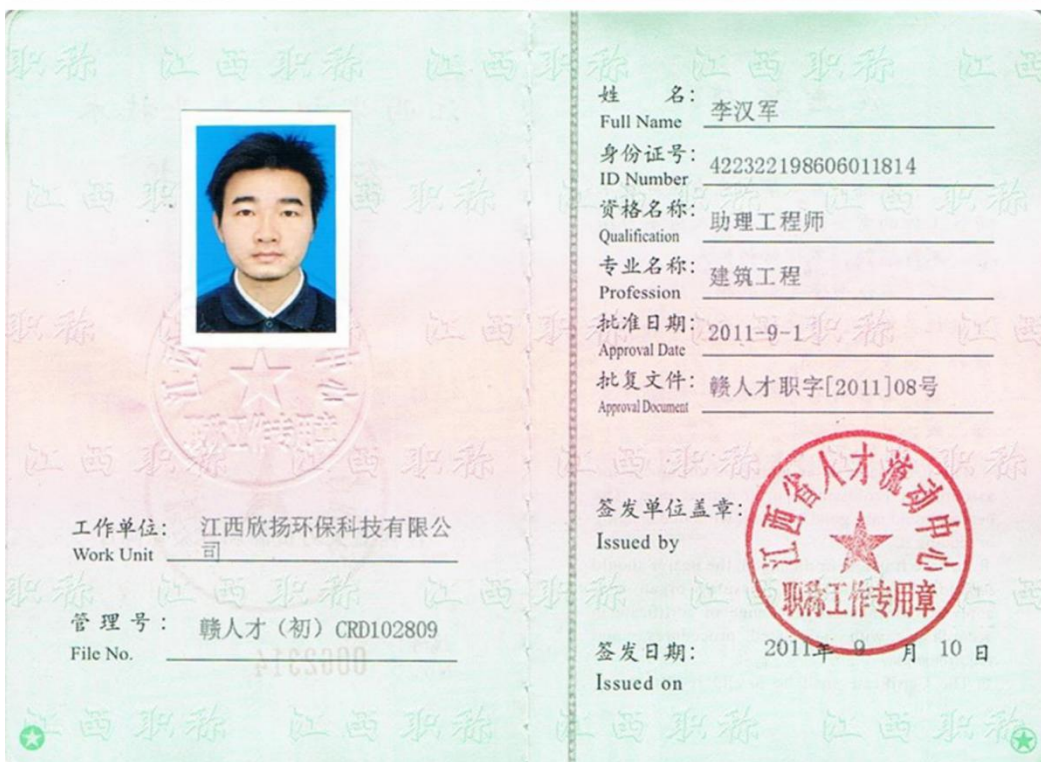 工作单位： 江西欣扬环保科技有限公
Work Unit 司
管理号： 赣人才（初）CRD102809
File No.
姓 名： 李汉军
Full Name
身份证号： 422322198606011814
ID Number
资格名称： 助理工程师
Qualification
专业名称： 建筑工程
Profession
批准日期： 2011-9-1
Approval Date
批复文件： 赣人才职字[2011]08号
Approval Document
签发单位盖章：
Issued by
江西省人才流动中心
职称工作专用章
签发日期： 2011年 9 月 10 日
Issued on
江西职称